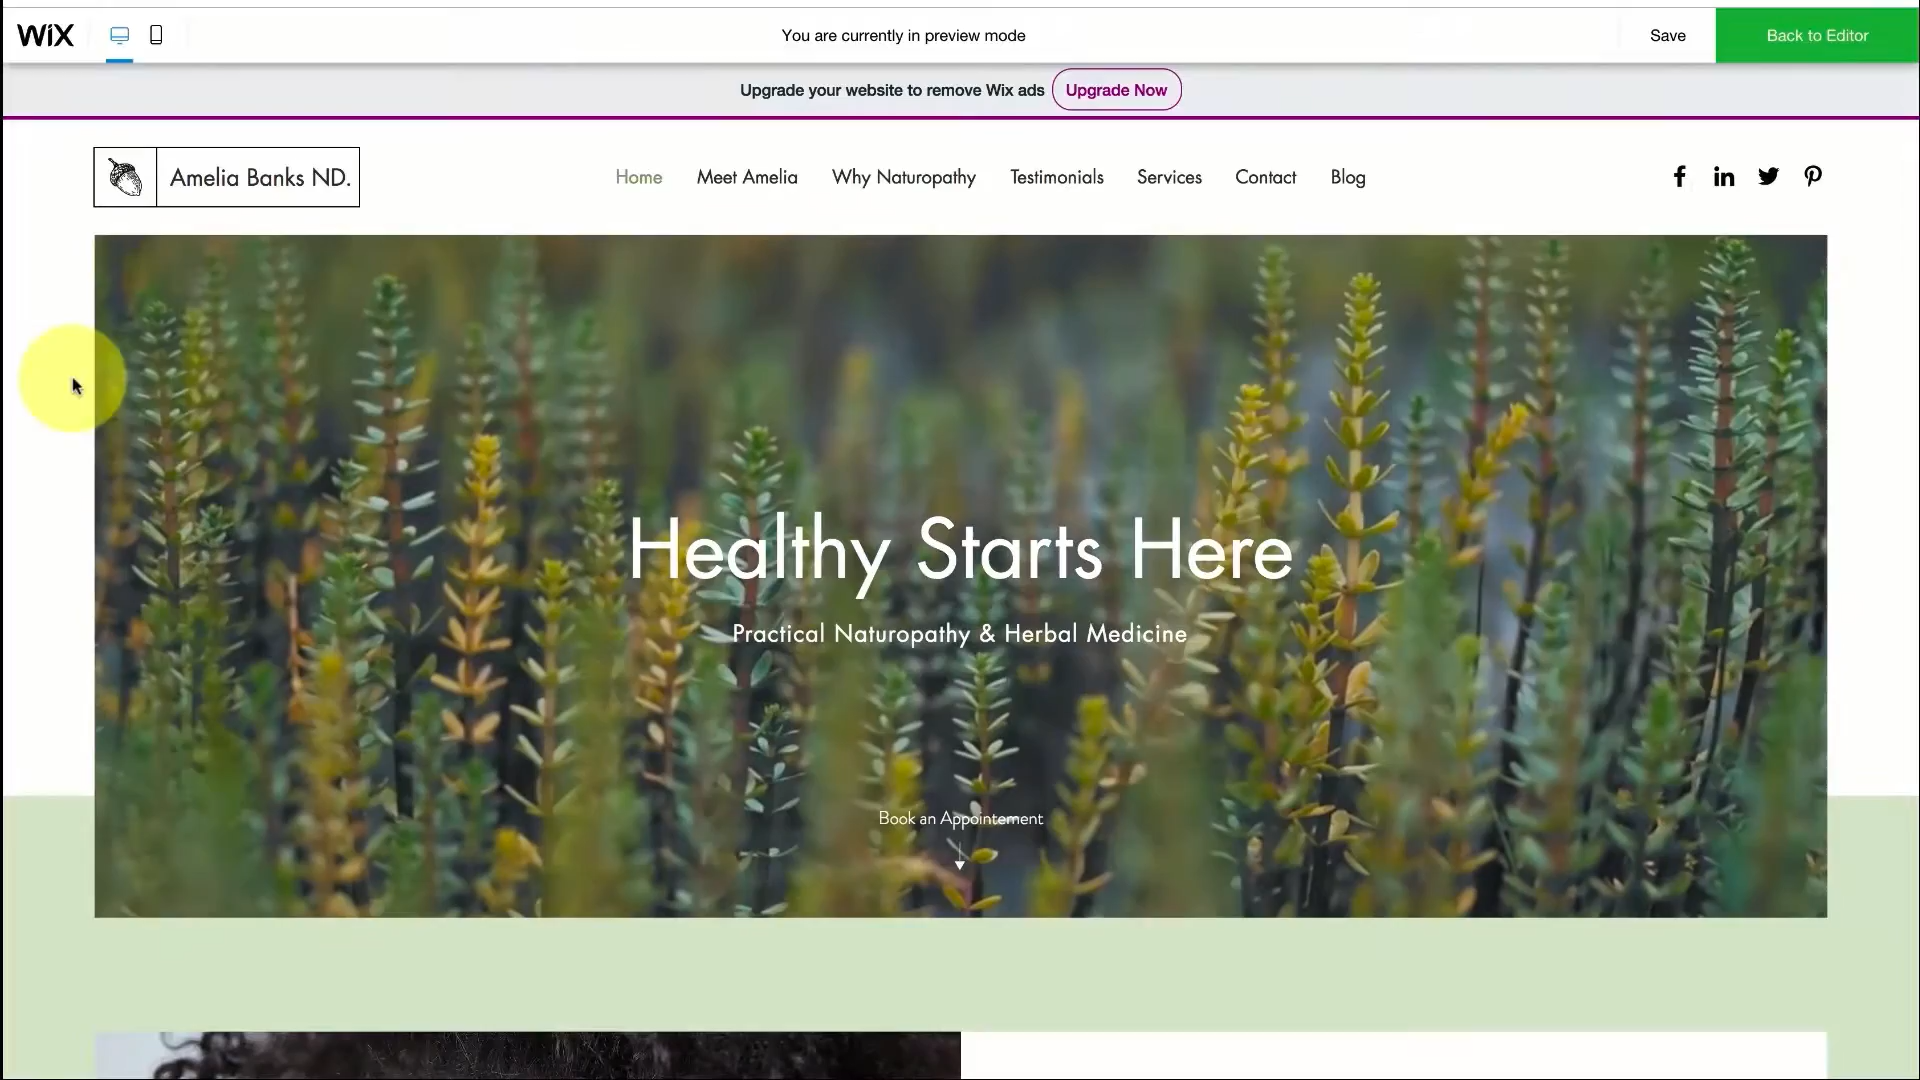 WiX
You are currently in preview mode
Save
Back to Editor
Upgrade your website to remove Wix ads
Upgrade Now
Amelia Banks ND.
Home
Meet Amelia
Why Naturopathy
Testimonials
Services
Contact
Blog
Healthy Starts Here
Practical Naturopathy & Herbal Medicine
Book an Appointement